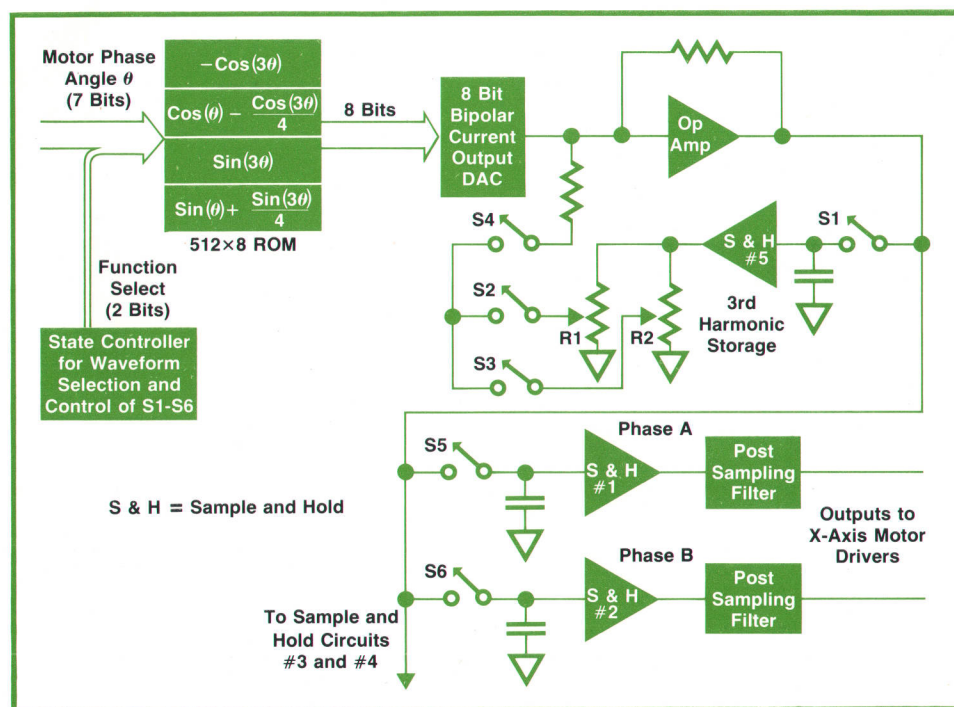 Motor Phase
Angle θ
(7 Bits)
−Cos(3θ)
Cos(θ) − Cos(3θ)/4
Sin(3θ)
Sin(θ) + Sin(3θ)/4
512×8 ROM
8 Bits
8 Bit
Bipolar
Current
Output
DAC
Op
Amp
S4
S2
S3
R1
R2
S & H
#5
S1
3rd
Harmonic
Storage
Function
Select
(2 Bits)
State Controller
for Waveform
Selection and
Control of S1-S6
S & H = Sample and Hold
S5
Phase A
S & H
#1
Post
Sampling
Filter
S6
Phase B
S & H
#2
Post
Sampling
Filter
Outputs to
X-Axis Motor
Drivers
To Sample and
Hold Circuits
#3 and #4